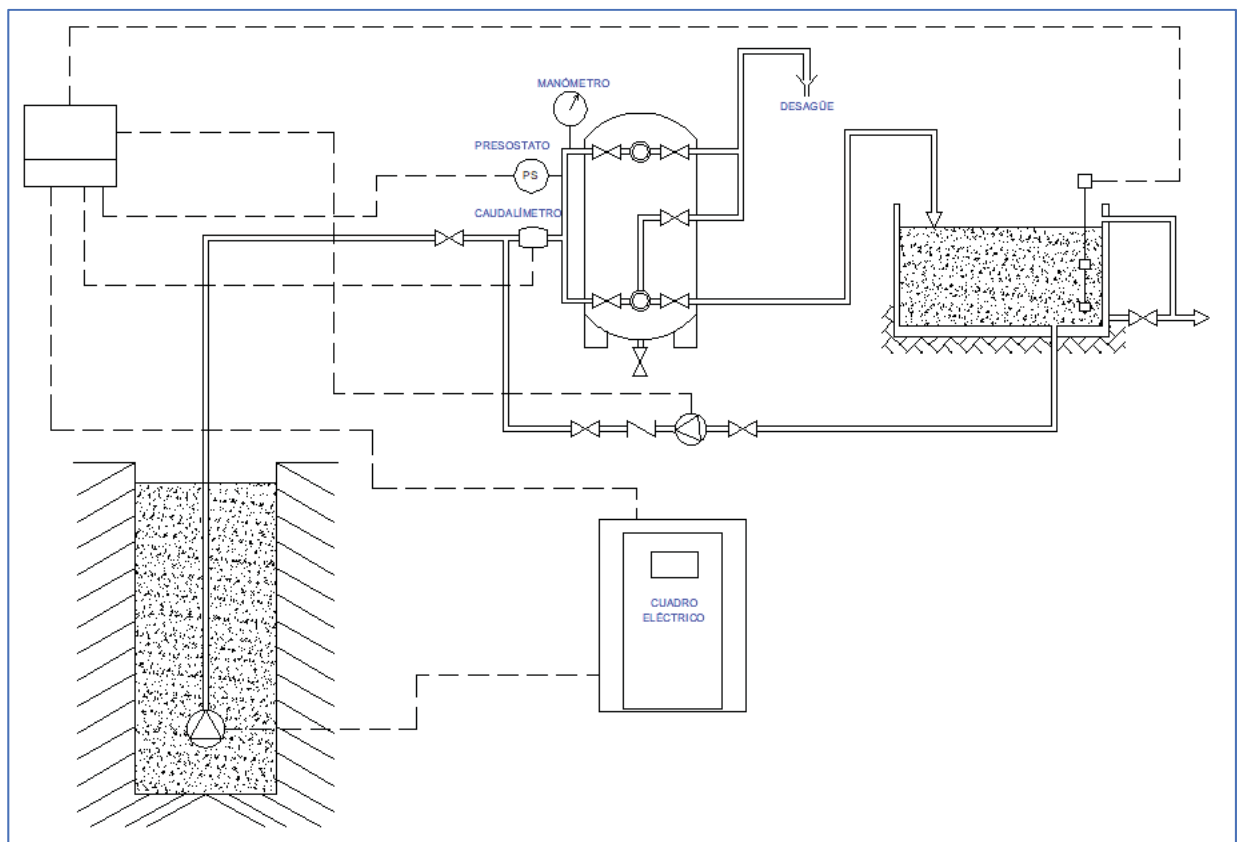 MANÓMETRO
DESAGÜE
PRESOSTATO
PS
CAUDALÍMETRO
CUADRO
ELÉCTRICO